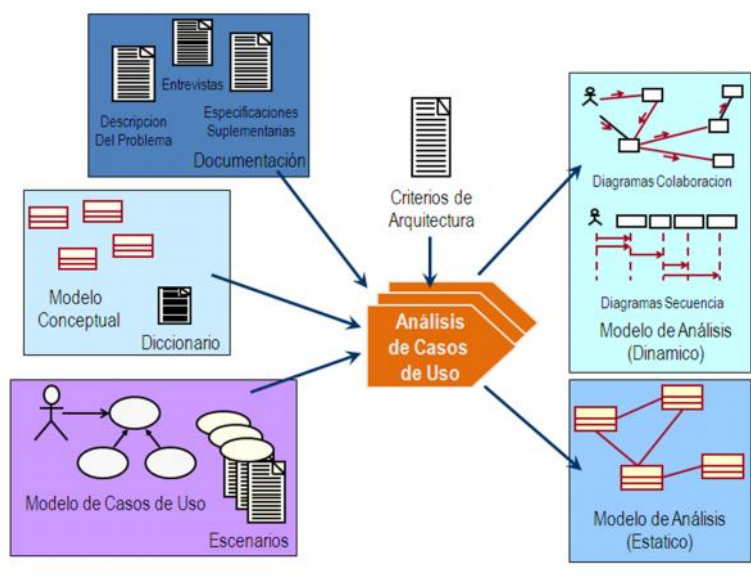 Entrevistas
Descripcion
Del Problema
Especificaciones
Suplementarias
Documentación
Modelo
Conceptual
Diccionario
Modelo de Casos de Uso
Escenarios
Criterios de
Arquitectura
Análisis
de Casos
de Uso
Diagramas Colaboracion
Diagramas Secuencia
Modelo de Análisis
(Dinamico)
Modelo de Análisis
(Estatico)